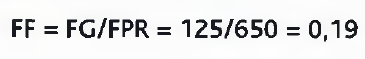 FF = FG/FPR = 125/650 = 0,19